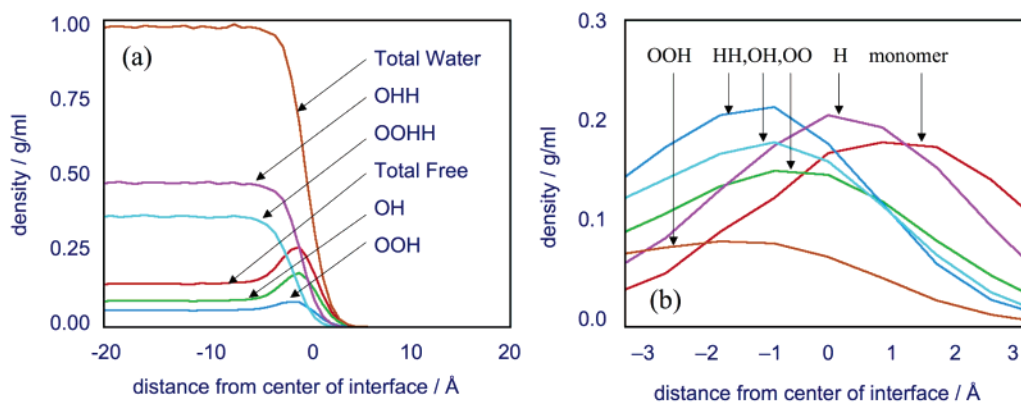 (a)
density / g/ml
1.00
0.75
0.50
0.25
0.00
Total Water
OHH
OOHH
Total Free
OH
OOH
-20
-10
0
10
20
distance from center of interface / Å
(b)
density / g/ml
0.3
0.2
0.1
0.0
OOH
HH,OH,OO
H
monomer
–3
–2
–1
0
1
2
3
distance from center of interface / Å